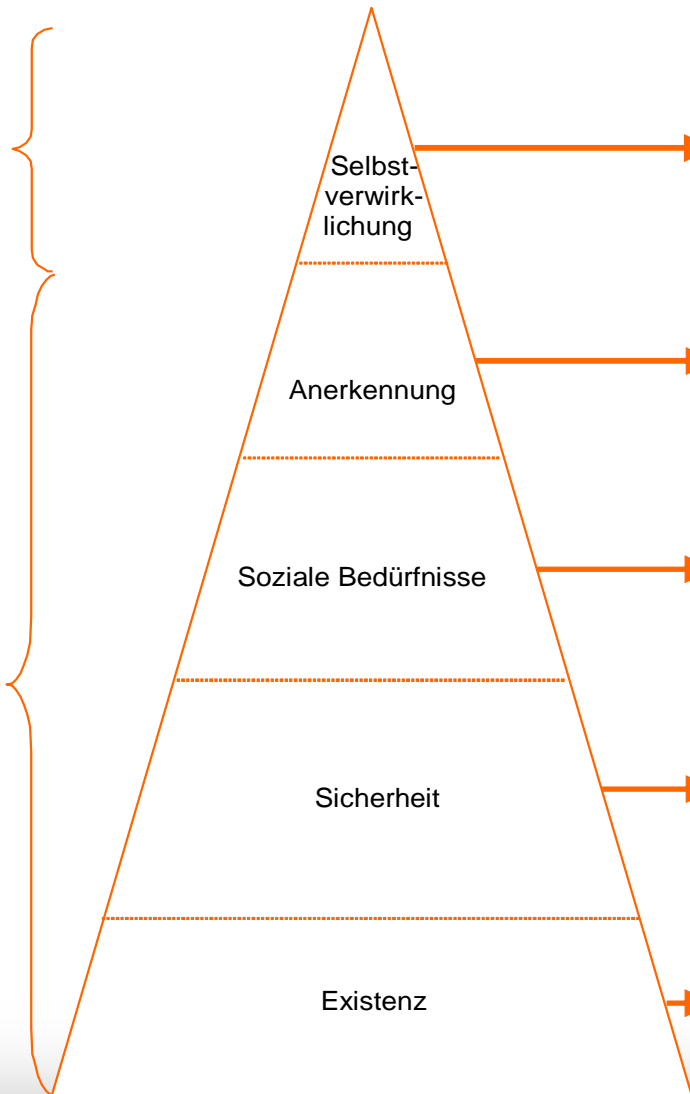 Selbst-
verwirk-
lichung
Anerkennung
Soziale Bedürfnisse
Sicherheit
Existenz